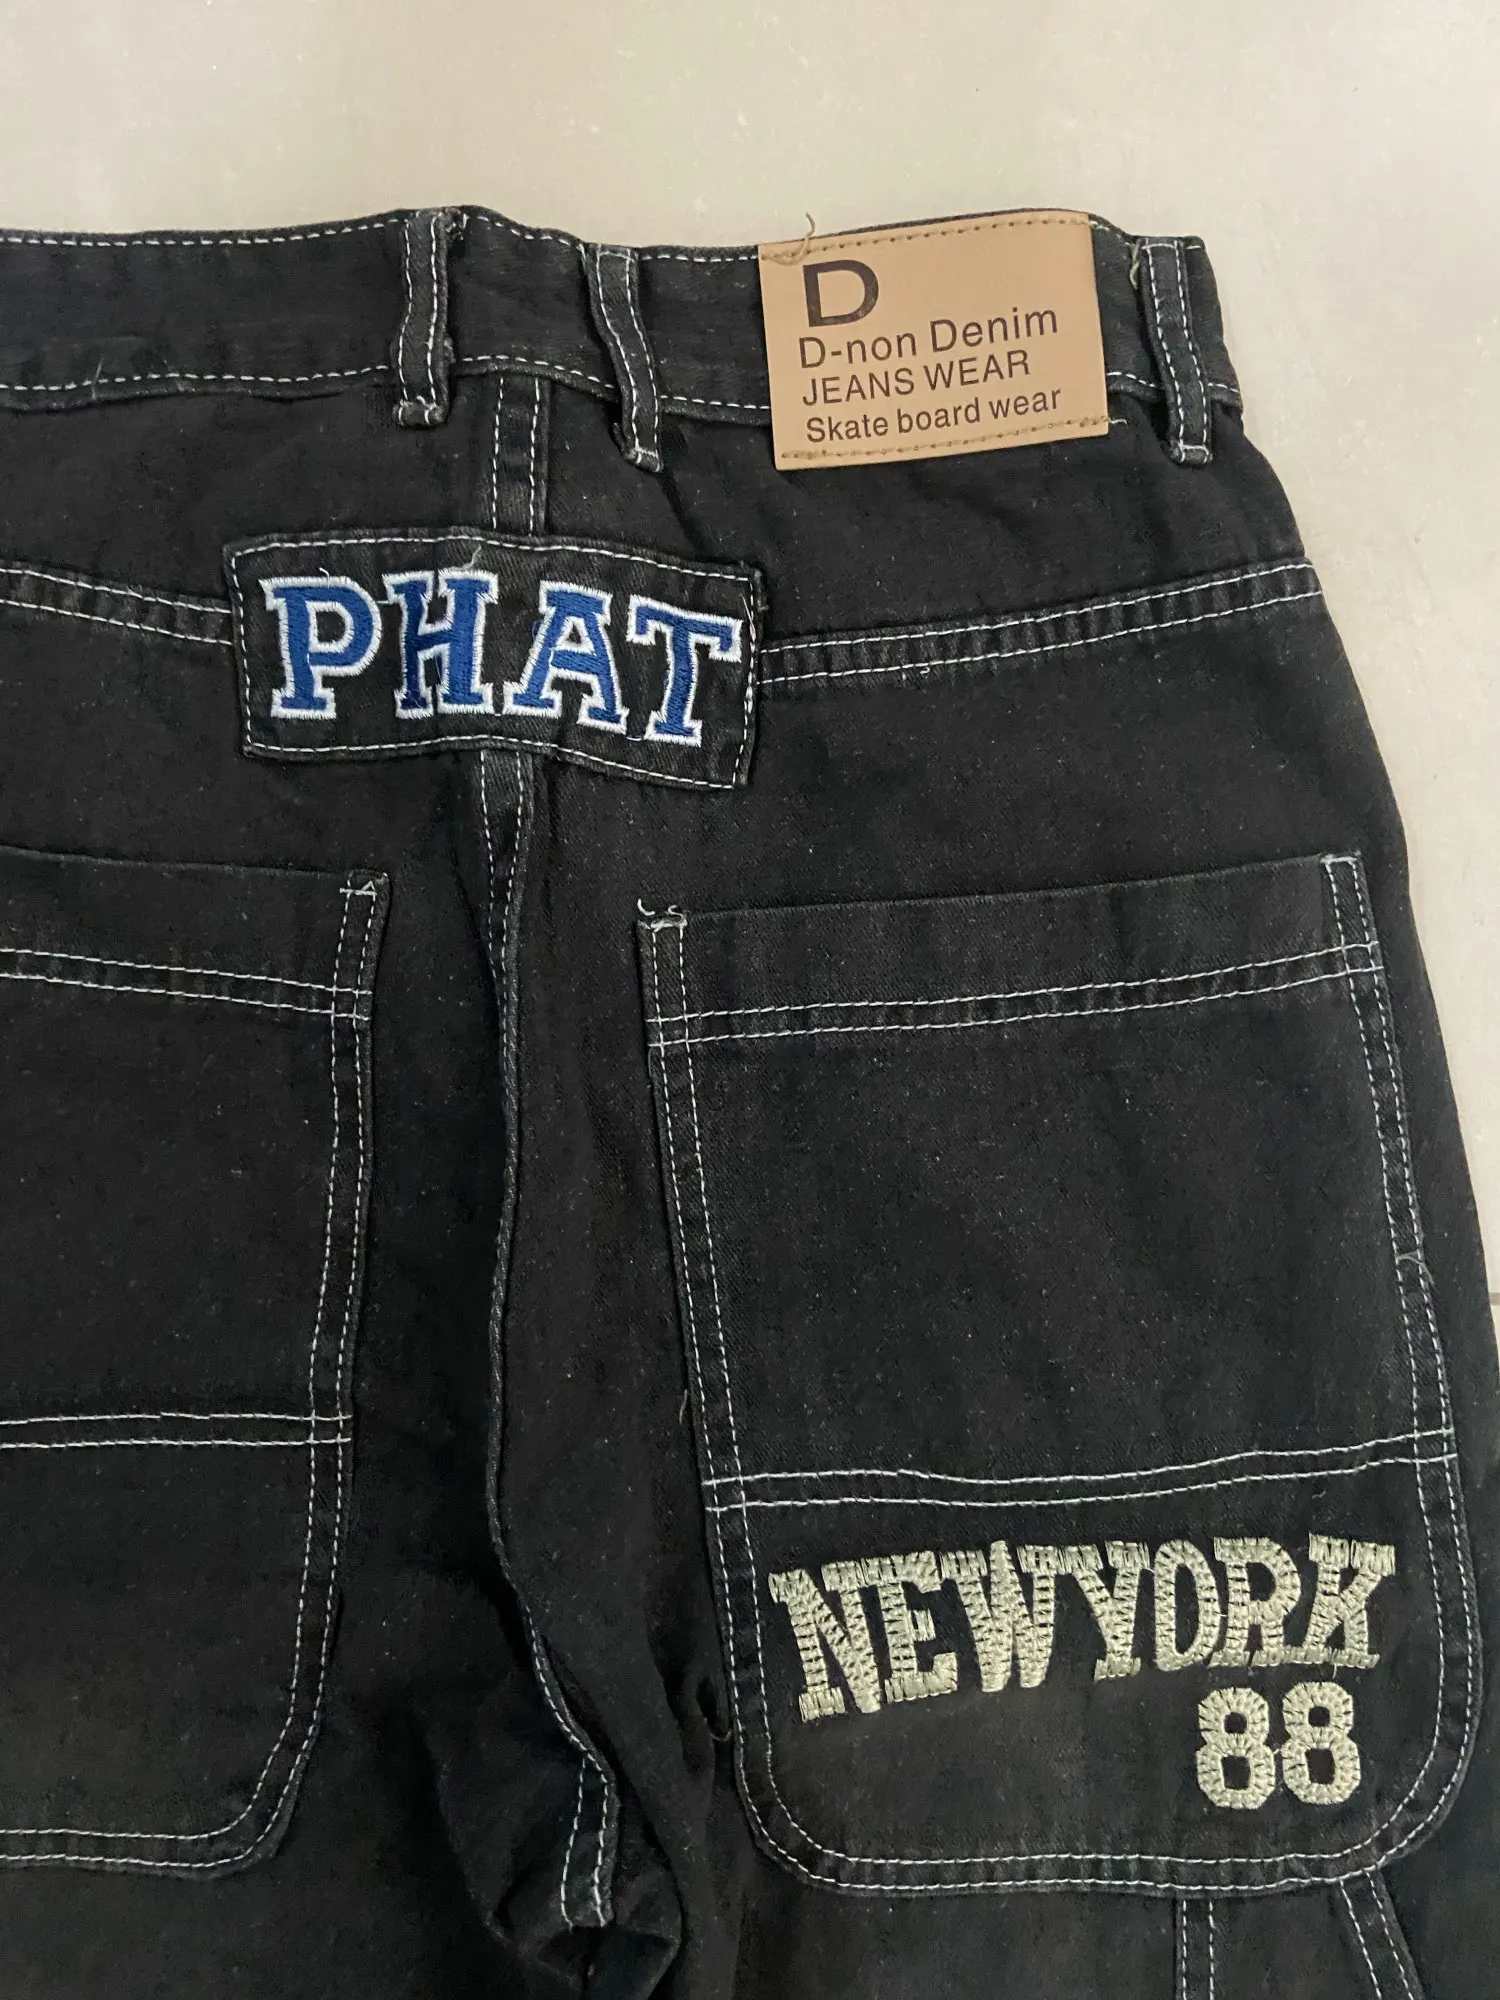 D
D-non Denim
JEANS WEAR
Skate board wear
PHAT
NEWYORK
88